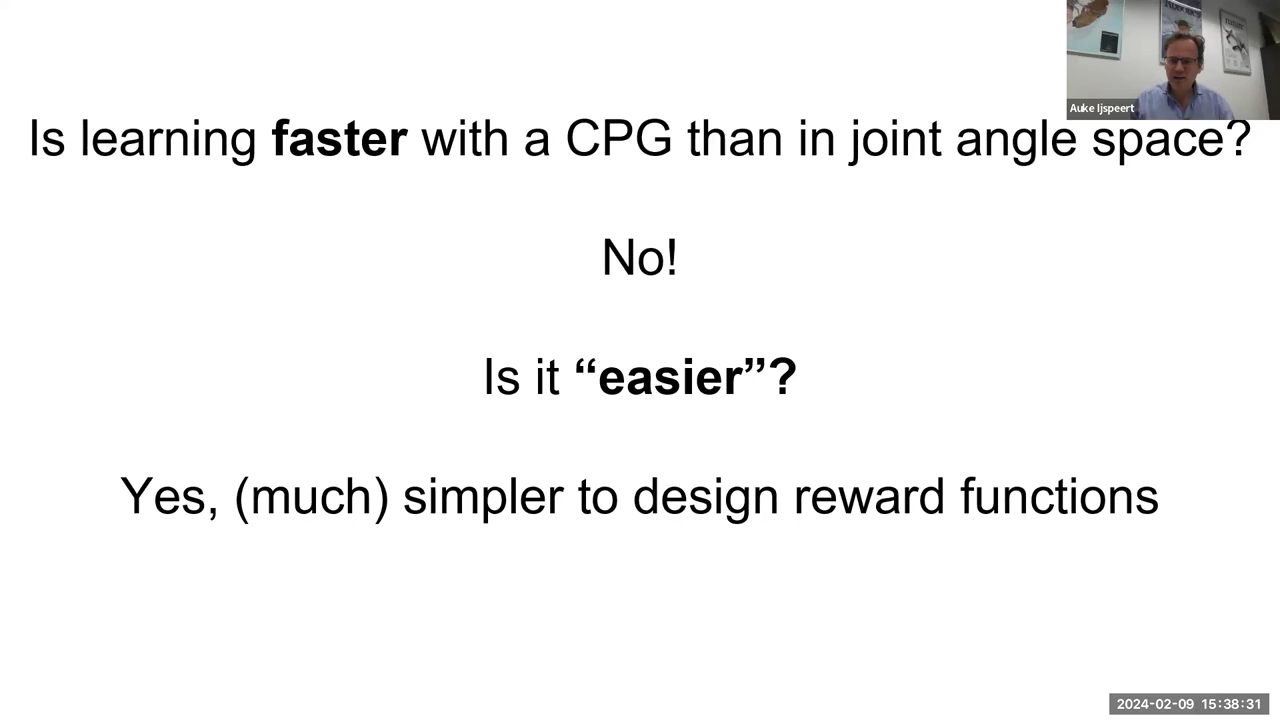 Is learning faster with a CPG than in joint angle space?
No!
Is it “easier”?
Yes, (much) simpler to design reward functions
Auke Ijspeert
2024-02-09 15:38:31